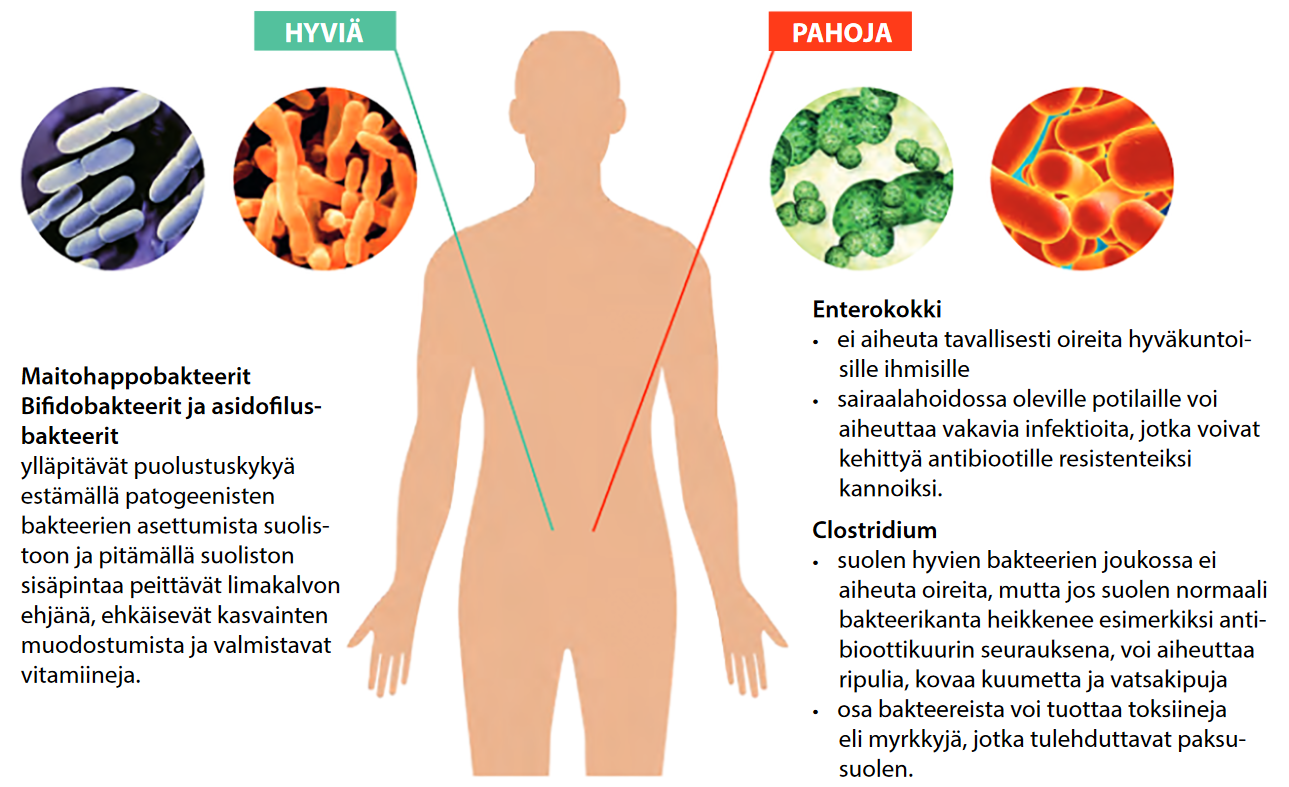 HYVIÄ
PAHOJA
Maitohappobakteerit
Bifidobakteerit ja asidofilus-
bakteerit
ylläpitävät puolustuskykyä
estämällä patogeenisten
bakteerien asettumista suolis-
toon ja pitämällä suoliston
sisäpintaa peittävät limakalvon
ehjänä, ehkäisevät kasvainten
muodostumista ja valmistavat
vitamiineja.
Enterokokki
• ei aiheuta tavallisesti oireita hyväkuntoi-
sille ihmisille
• sairaalahoidossa oleville potilaille voi
aiheuttaa vakavia infektioita, jotka voivat
kehittyä antibiootille resistenteiksi
kannoiksi.
Clostridium
• suolen hyvien bakteerien joukossa ei
aiheuta oireita, mutta jos suolen normaali
bakteerikanta heikkenee esimerkiksi anti-
bioottikuurin seurauksena, voi aiheuttaa
ripulia, kovaa kuumetta ja vatsakipuja
• osa bakteereista voi tuottaa toksiineja
eli myrkkyjä, jotka tulehduttavat paksu-
suolen.